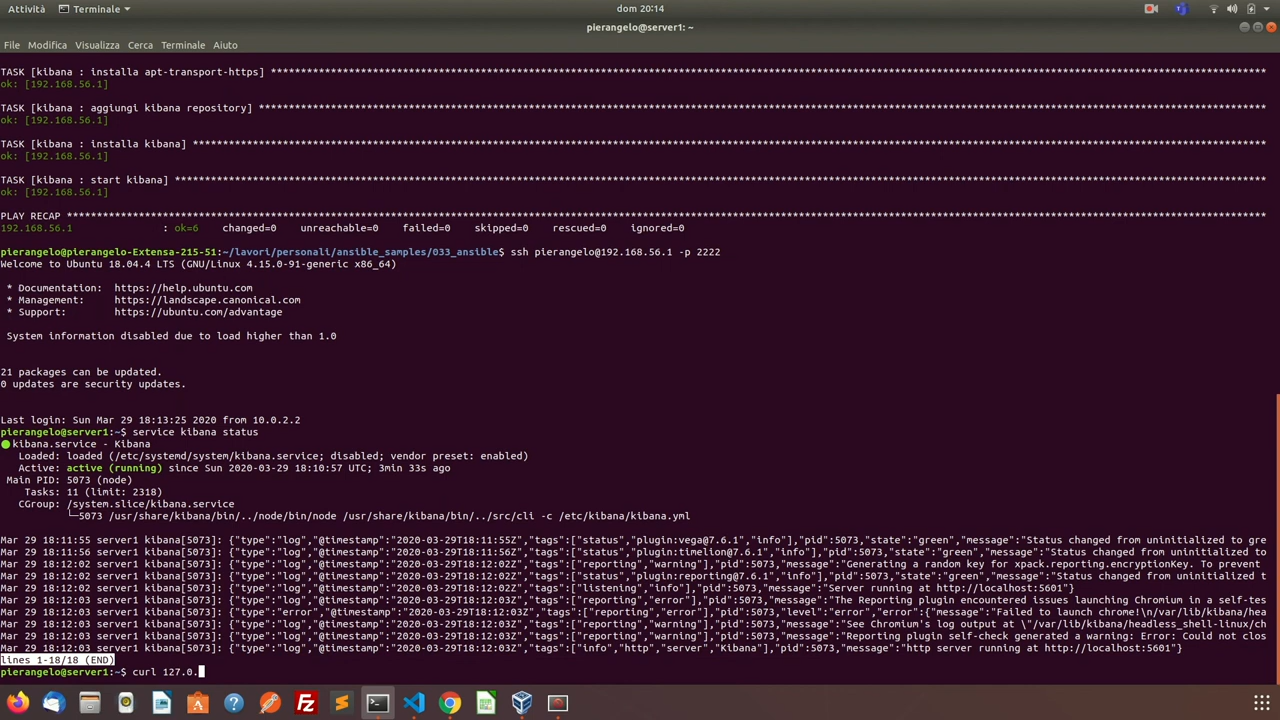 Attività
Terminale
dom 20:14
pierangelo@server1: ~
File Modifica Visualizza Cerca Terminale Aiuto
TASK [kibana : installa apt-transport-https] ***************************************************************************************************************************************************************
ok: [192.168.56.1]
TASK [kibana : aggiungi kibana repository] *****************************************************************************************************************************************************************
ok: [192.168.56.1]
TASK [kibana : installa kibana] ****************************************************************************************************************************************************************************
ok: [192.168.56.1]
TASK [kibana : start kibana] *******************************************************************************************************************************************************************************
ok: [192.168.56.1]
PLAY RECAP *************************************************************************************************************************************************************************************************
192.168.56.1 : ok=6 changed=0 unreachable=0 failed=0 skipped=0 rescued=0 ignored=0
pierangelo@pierangelo-Extensa-215-51:~/lavori/personali/ansible_samples/033_ansible$ ssh pierangelo@192.168.56.1 -p 2222
Welcome to Ubuntu 18.04.4 LTS (GNU/Linux 4.15.0-91-generic x86_64)
* Documentation: https://help.ubuntu.com
* Management: https://landscape.canonical.com
* Support: https://ubuntu.com/advantage
System information disabled due to load higher than 1.0
21 packages can be updated.
0 updates are security updates.
Last login: Sun Mar 29 18:13:25 2020 from 10.0.2.2
pierangelo@server1:~$ service kibana status
● kibana.service - Kibana
Loaded: loaded (/etc/systemd/system/kibana.service; disabled; vendor preset: enabled)
Active: active (running) since Sun 2020-03-29 18:10:57 UTC; 3min 33s ago
Main PID: 5073 (node)
Tasks: 11 (limit: 2318)
CGroup: /system.slice/kibana.service
└─5073 /usr/share/kibana/bin/../node/bin/node /usr/share/kibana/bin/../src/cli -c /etc/kibana/kibana.yml
Mar 29 18:11:55 server1 kibana[5073]: {"type":"log","@timestamp":"2020-03-29T18:11:55Z","tags":["status","plugin:vega@7.6.1","info"],"pid":5073,"state":"green","message":"Status changed from uninitialized to gre
Mar 29 18:11:56 server1 kibana[5073]: {"type":"log","@timestamp":"2020-03-29T18:11:55Z","tags":["status","plugin:timelion@7.6.1","info"],"pid":5073,"state":"green","message":"Status changed from uninitialized to
Mar 29 18:12:02 server1 kibana[5073]: {"type":"log","@timestamp":"2020-03-29T18:12:02Z","tags":["reporting","warning"],"pid":5073,"message":"Generating a random key for xpack.reporting.encryptionKey. To prevent
Mar 29 18:12:02 server1 kibana[5073]: {"type":"log","@timestamp":"2020-03-29T18:12:02Z","tags":["status","plugin:reporting@7.6.1","info"],"pid":5073,"state":"green","message":"Status changed from uninitialized t
Mar 29 18:12:02 server1 kibana[5073]: {"type":"log","@timestamp":"2020-03-29T18:12:02Z","tags":["listening","info"],"pid":5073,"message":"Server running at http://localhost:5601"}
Mar 29 18:12:03 server1 kibana[5073]: {"type":"log","@timestamp":"2020-03-29T18:12:03Z","tags":["reporting","error"],"pid":5073,"message":"The Reporting plugin encountered issues launching Chromium in a self-tes
Mar 29 18:12:03 server1 kibana[5073]: {"type":"error","@timestamp":"2020-03-29T18:12:03Z","tags":["reporting","error"],"pid":5073,"level":"error","error":{"message":"Failed to launch chrome!\n/var/lib/kibana/hea
Mar 29 18:12:03 server1 kibana[5073]: {"type":"log","@timestamp":"2020-03-29T18:12:03Z","tags":["reporting","warning"],"pid":5073,"message":"See Chromium's log output at \"/var/lib/kibana/headless_shell-linux/ch
Mar 29 18:12:03 server1 kibana[5073]: {"type":"log","@timestamp":"2020-03-29T18:12:03Z","tags":["reporting","warning"],"pid":5073,"message":"Reporting plugin self-check generated a warning: Error: Could not clos
Mar 29 18:12:03 server1 kibana[5073]: {"type":"log","@timestamp":"2020-03-29T18:12:03Z","tags":["info","http","server","Kibana"],"pid":5073,"message":"http server running at http://localhost:5601"}
lines 1-18/18 (END)
pierangelo@server1:~$ curl 127.0.